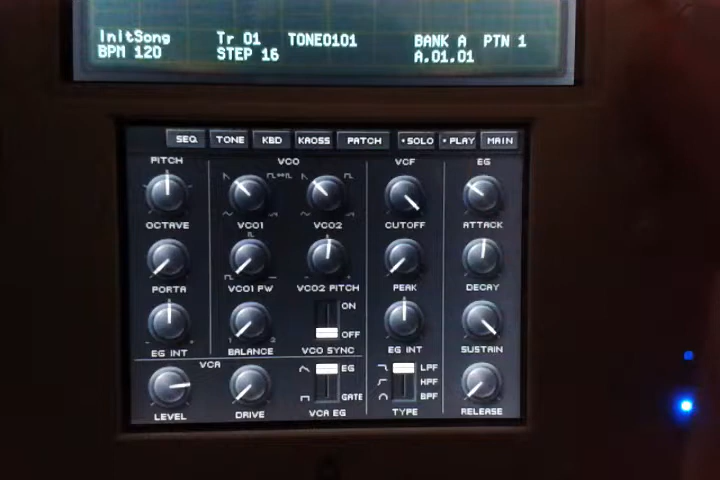 InitSong Tr 01 TONE0101 BANK A PTN 1
BPM 120 STEP 16 A.01.01
SEQ TONE KBD KAOSS PATCH SOLO PLAY MAIN
PITCH VCO VCF EG
OCTAVE VCO1 VCO2 CUTOFF ATTACK
PORTA VCO1 PW VCO2 PITCH PEAK DECAY
ON
OFF
EG INT BALANCE VCO SYNC EG INT SUSTAIN
1 2
VCA
EG LPF
HPF
GATE BPF
LEVEL DRIVE VCA EG TYPE RELEASE